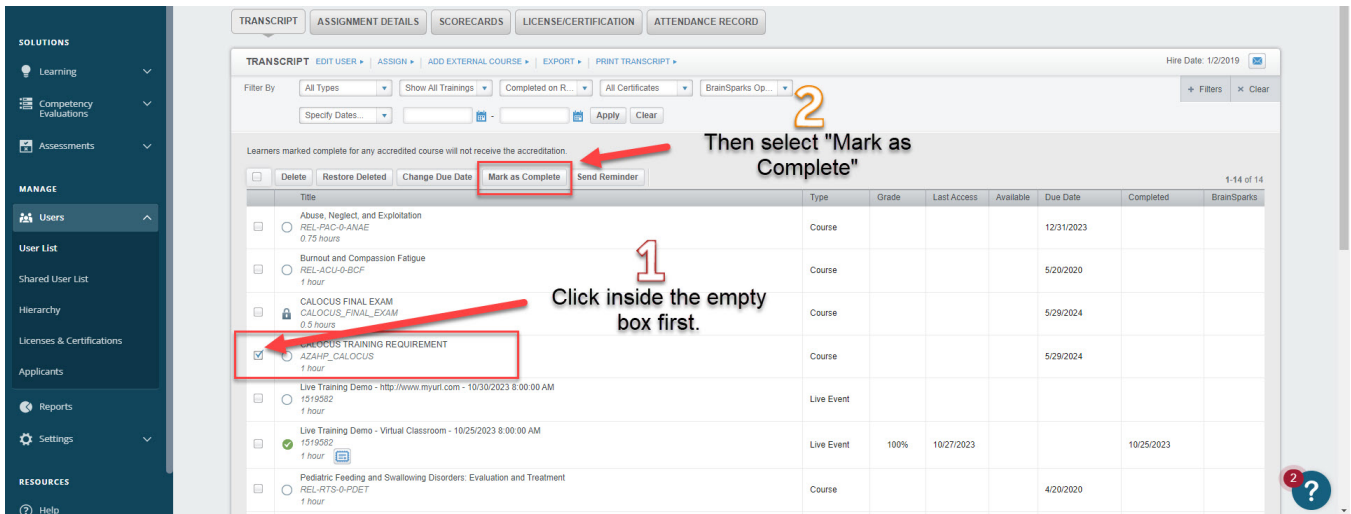 TRANSCRIPT ASSIGNMENT DETAILS SCORECARDS LICENSE/CERTIFICATION ATTENDANCE RECORD
SOLUTIONS
Learning
Competency
Evaluations
Assessments
MANAGE
Users
User List
Shared User List
Hierarchy
Licenses & Certifications
Applicants
Reports
Settings
RESOURCES
Help
TRANSCRIPT EDIT USER ASSIGN ADD EXTERNAL COURSE EXPORT PRINT TRANSCRIPT Hire Date: 1/2/2019
Filter By All Types Show All Trainings Completed on R... All Certificates BrainSparks Op... + Filters × Clear
Specify Dates... - Apply Clear
2
Then select "Mark as
Complete"
Learners marked complete for any accredited course will not receive the accreditation.
Delete Restore Deleted Change Due Date Mark as Complete Send Reminder 1-14 of 14
Title Type Grade Last Access Available Due Date Completed BrainSparks
Abuse, Neglect, and Exploitation
REL-PAC-0-ANAE Course 12/31/2023
0.75 hours
Burnout and Compassion Fatigue
REL-ACU-0-BCF Course 5/20/2020
1 hour
1
Click inside the empty
box first.
CALOCUS FINAL EXAM
CALOCUS_FINAL_EXAM Course 5/29/2024
0.5 hours
CALOCUS TRAINING REQUIREMENT
AZAHP_CALOCUS Course 5/29/2024
1 hour
Live Training Demo - http://www.myurl.com - 10/30/2023 8:00:00 AM
1519582 Live Event
1 hour
Live Training Demo - Virtual Classroom - 10/25/2023 8:00:00 AM
1519582 Live Event 100% 10/27/2023 10/25/2023
1 hour
Pediatric Feeding and Swallowing Disorders: Evaluation and Treatment
REL-RTS-0-PDET Course 4/20/2020
1 hour
2
?